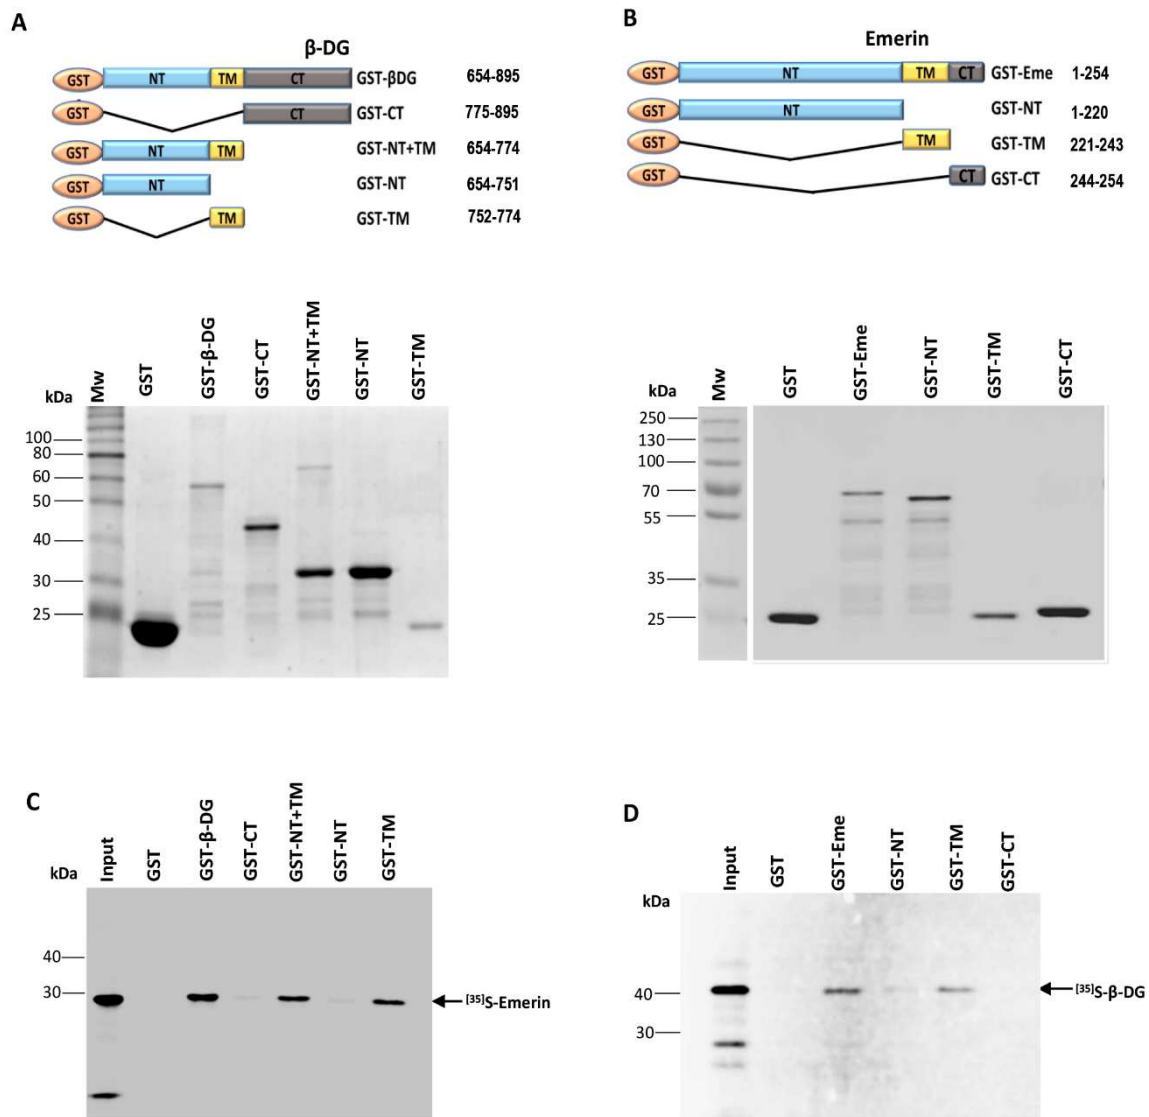 A
β-DG
GST NT TM CT GST-βDG 654-895
GST CT GST-CT 775-895
GST NT TM GST-NT+TM 654-774
GST NT GST-NT 654-751
GST TM GST-TM 752-774
kDa Mw GST GST-β-DG GST-CT GST-NT+TM GST-NT GST-TM
100
80
60
50
40
30
25
B
Emerin
GST NT TM CT GST-Eme 1-254
GST NT GST-NT 1-220
GST TM GST-TM 221-243
GST CT GST-CT 244-254
kDa Mw GST GST-Eme GST-NT GST-TM GST-CT
250
130
100
70
55
35
25
C
kDa Input GST GST-β-DG GST-CT GST-NT+TM GST-NT GST-TM
40
30
[35]S-Emerin
D
kDa Input GST GST-Eme GST-NT GST-TM GST-CT
40
[35]S-β-DG
30